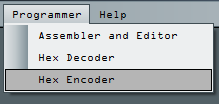 Programmer Help
Assembler and Editor
Hex Decoder
Hex Encoder